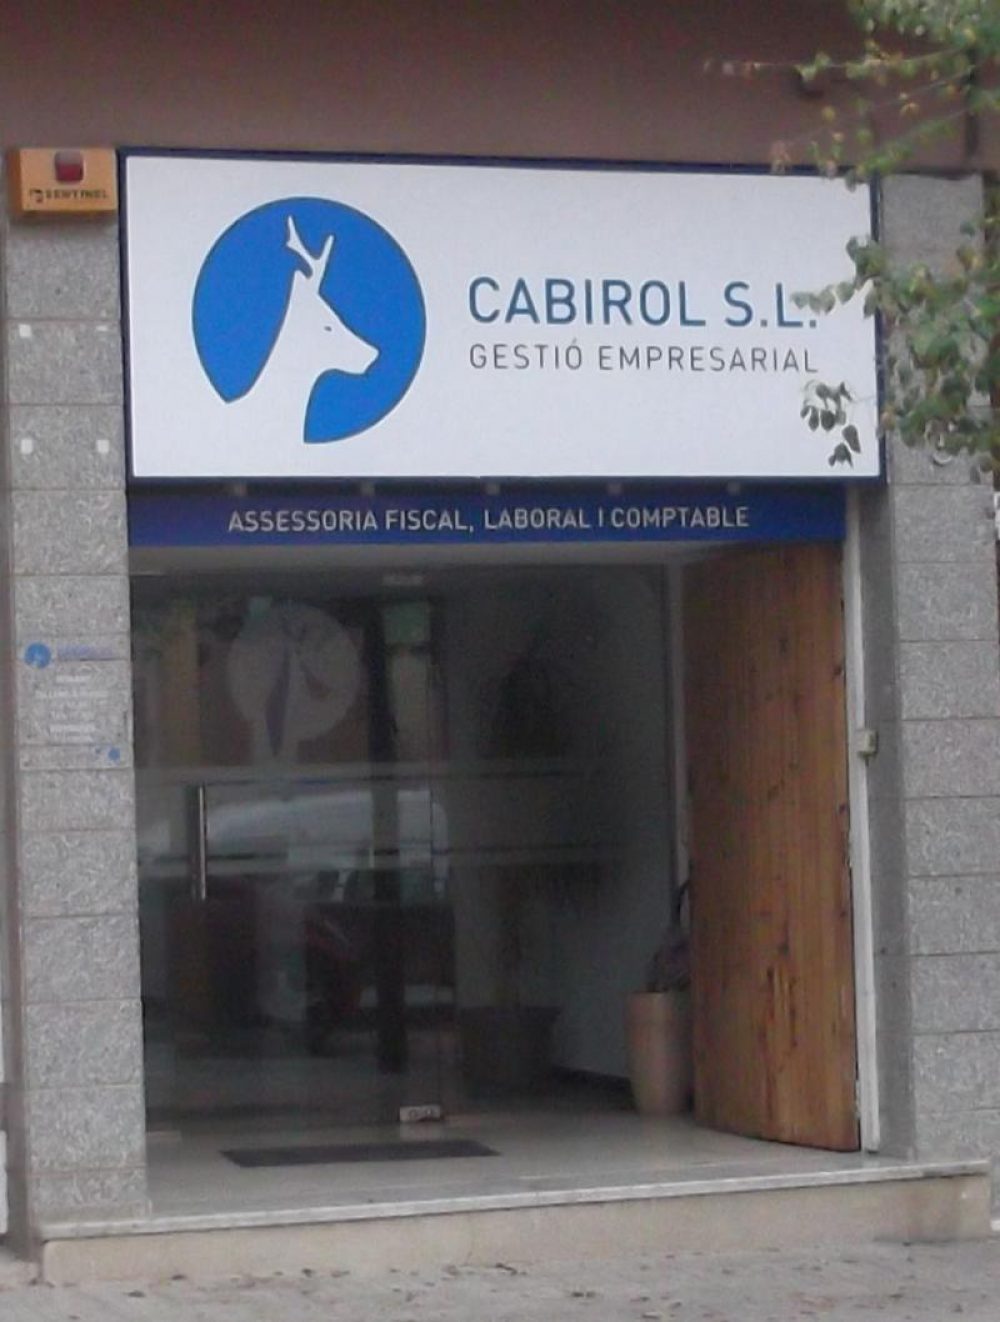 SENTINEL
CABIROL S.L.
GESTIÓ EMPRESARIAL
ASSESSORIA FISCAL, LABORAL I COMPTABLE